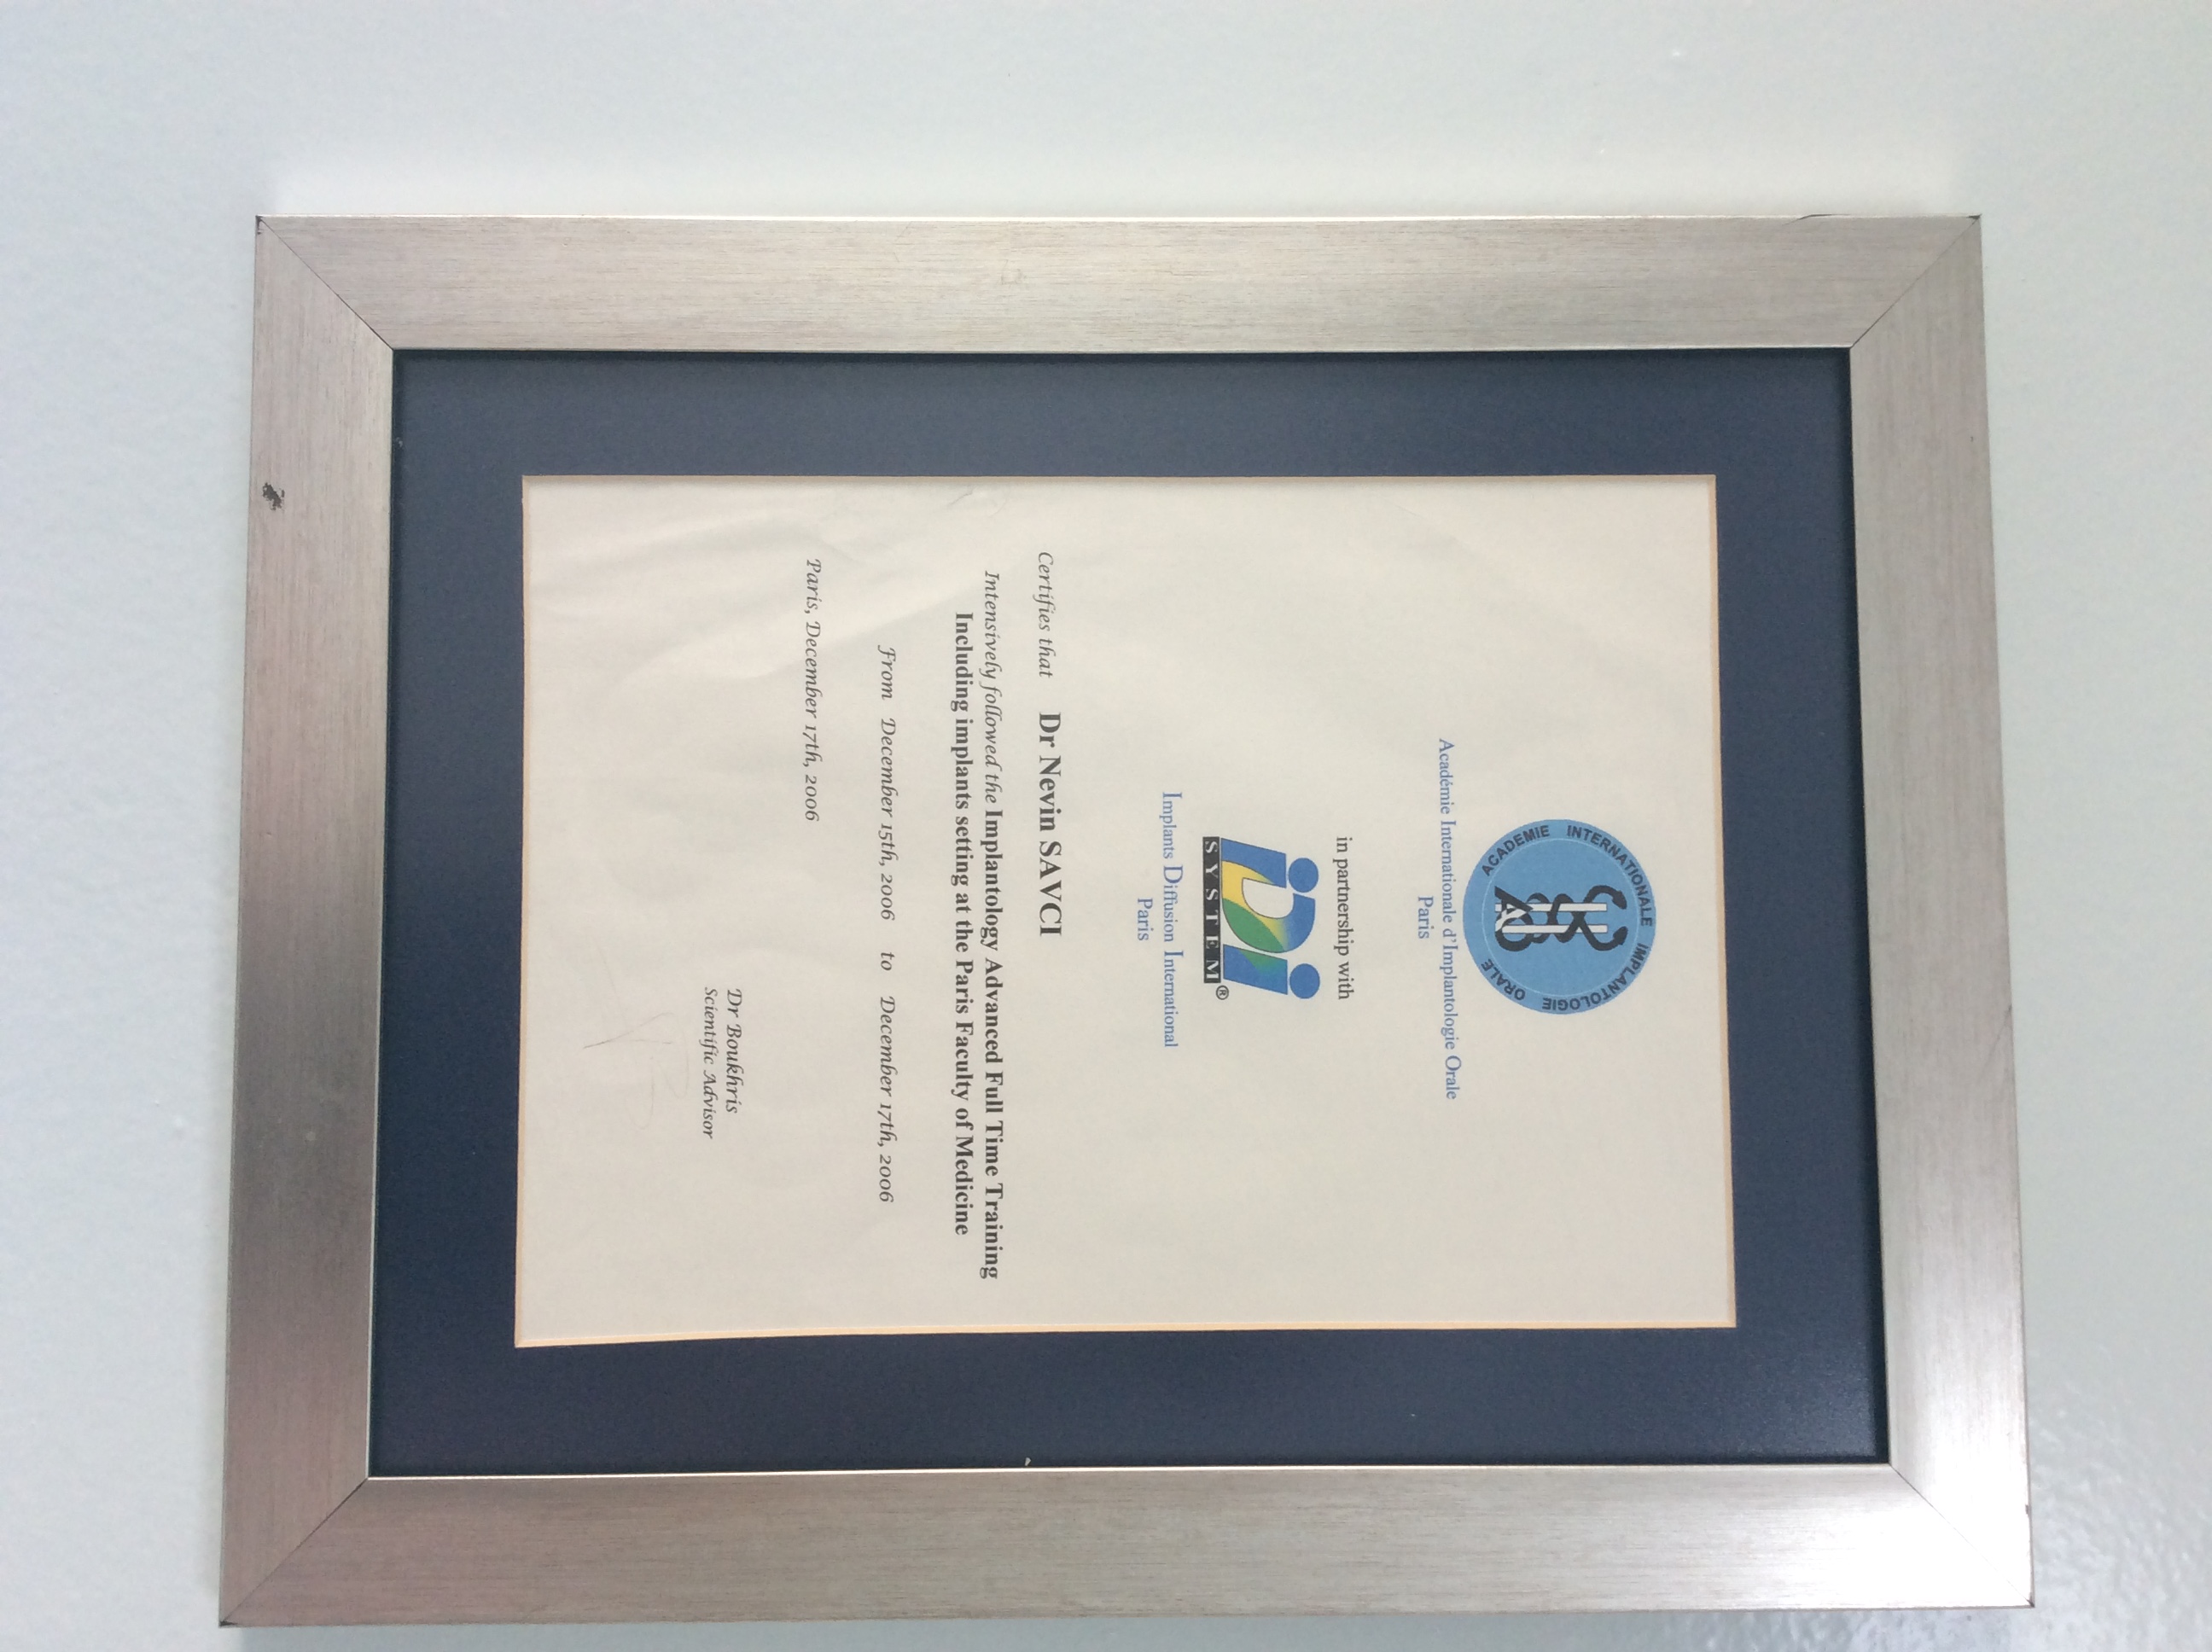 ACADEMIE INTERNATIONALE IMPLANTOLOGIE ORALE
Académie Internationale d'Implantologie Orale
Paris
in partnership with
iDi
SYSTEM®
Implants Diffusion International
Paris
Certifies that Dr Nevin SAVCI
Intensively followed the Implantology Advanced Full Time Training
Including implants setting at the Paris Faculty of Medicine
From December 15th, 2006 to December 17th, 2006
Paris, December 17th, 2006
Dr Boukhris
Scientific Advisor